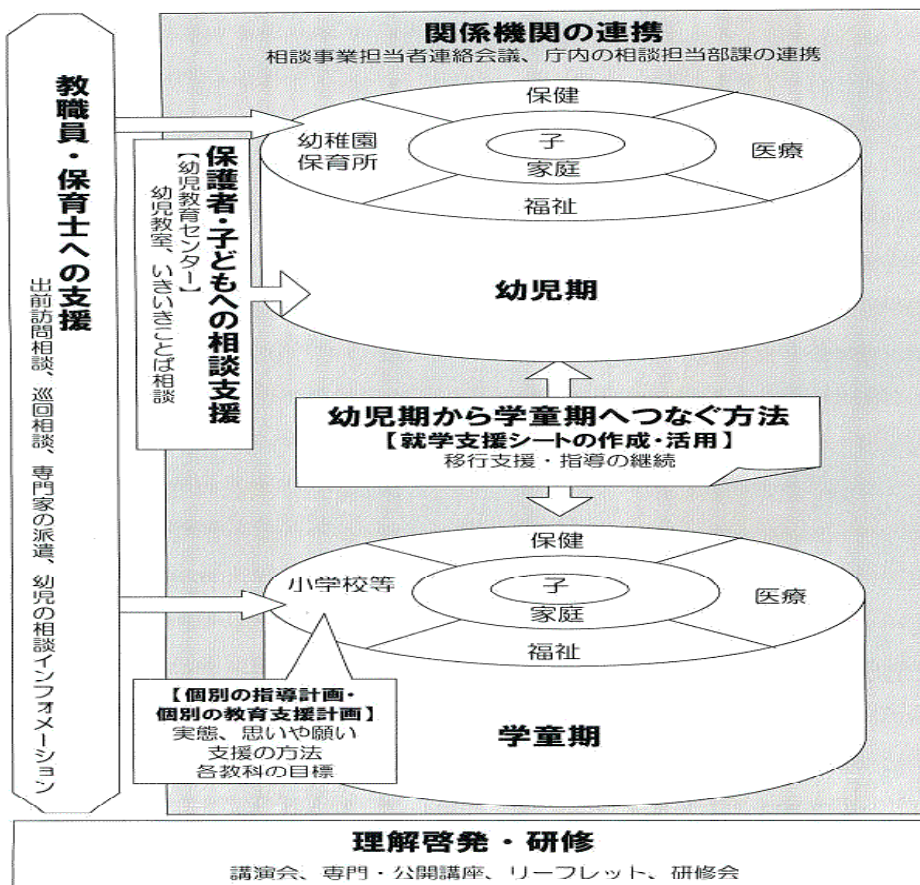 関係機関の連携
相談事業担当者連絡会議、庁内の相談担当部課の連携
教職員・保育士への支援
出前訪問相談、巡回相談、専門家の派遣、幼児の相談インフォメーション
保護者・子どもへの相談支援
【幼児教育センター】
幼児教室、いきいきことば相談
保健
幼稚園
保育所
子
家庭
医療
福祉
幼児期
幼児期から学童期へつなぐ方法
【就学支援シートの作成・活用】
移行支援・指導の継続
保健
小学校等
子
家庭
医療
福祉
学童期
【個別の指導計画・
個別の教育支援計画】
実態、思いや願い
支援の方法
各教科の目標
理解啓発・研修
講演会、専門・公開講座、リーフレット、研修会